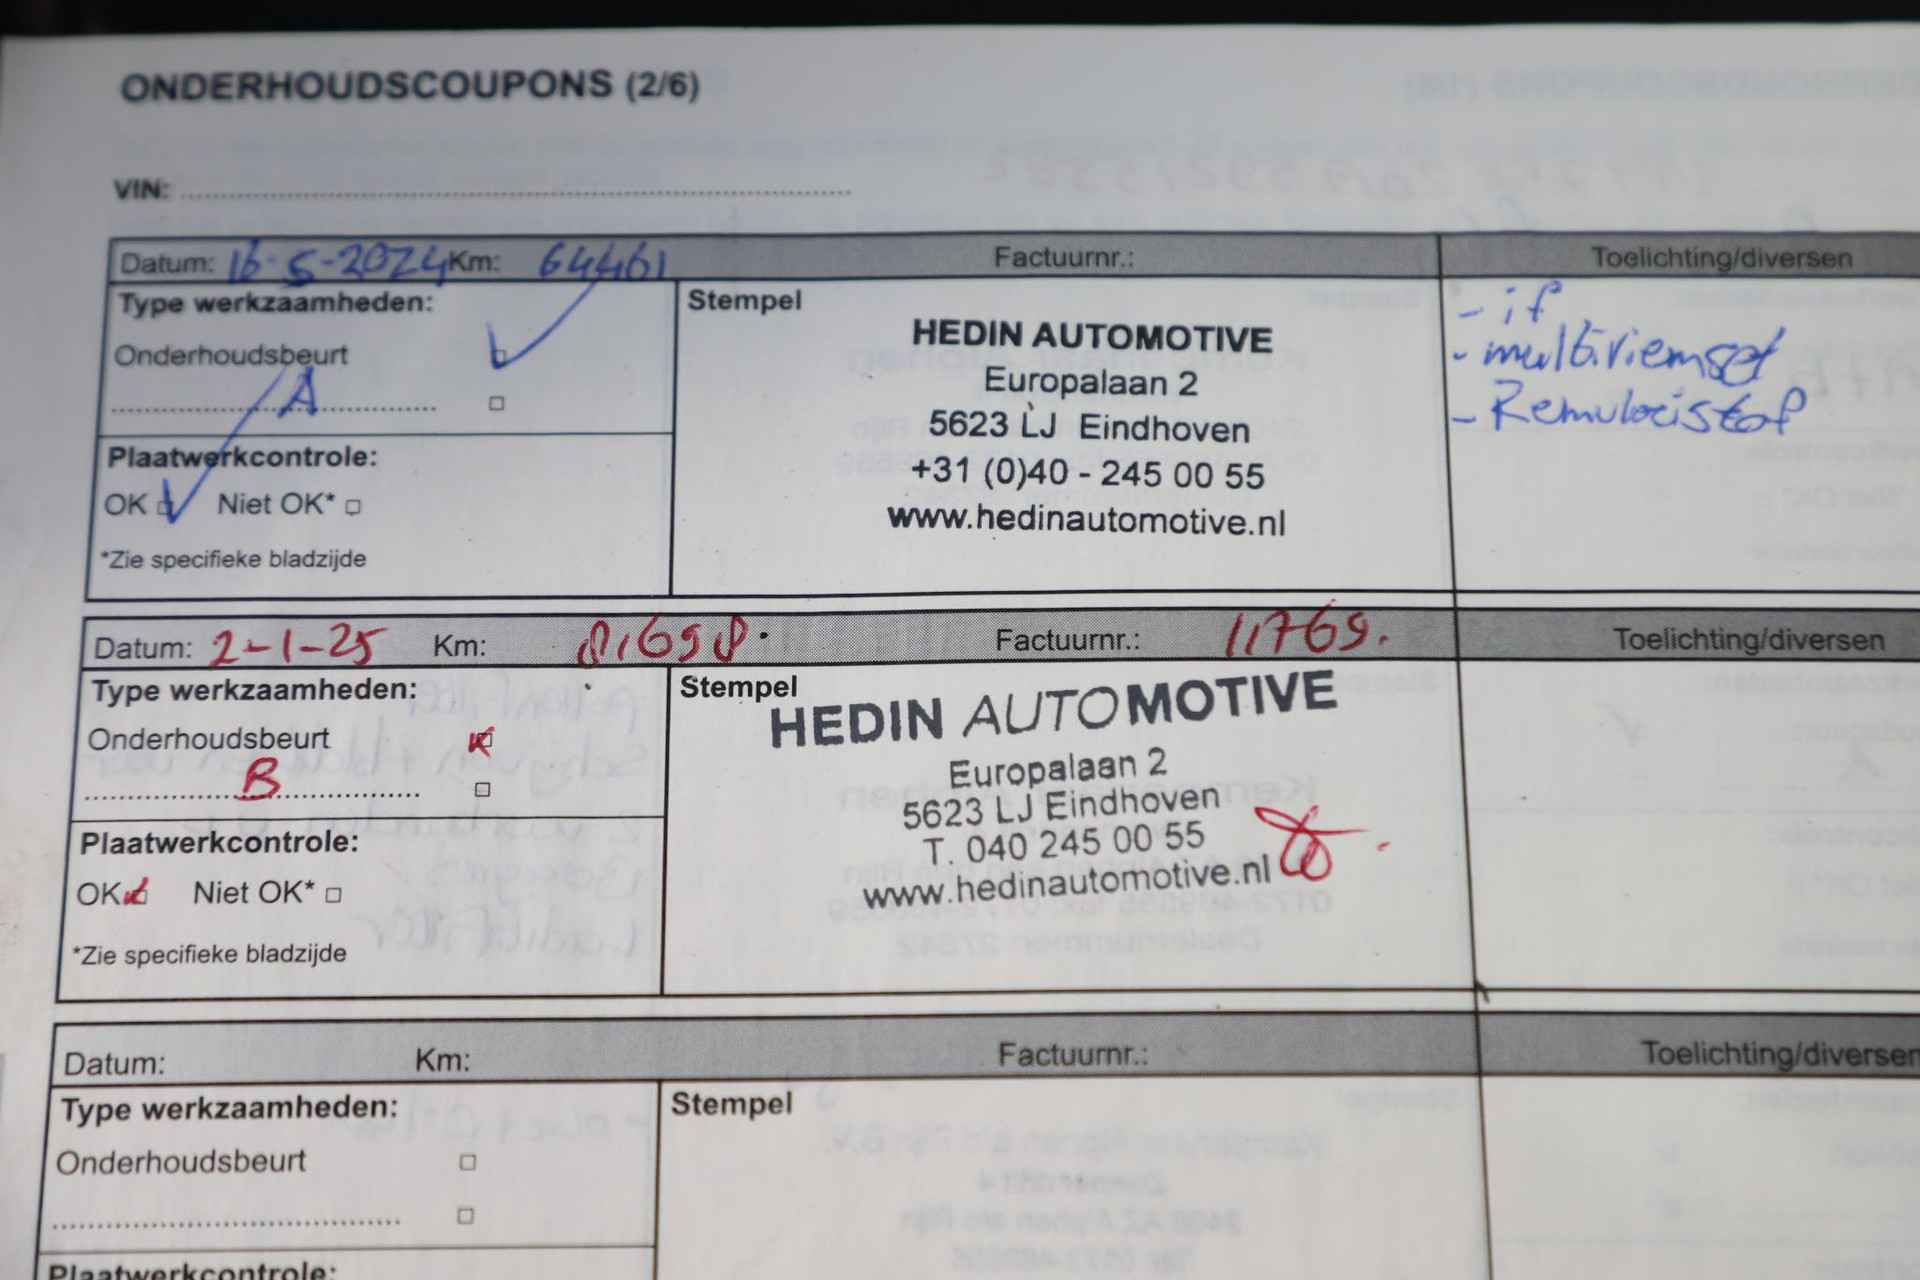 ONDERHOUDSCOUPONS (2/6)
VIN:
Datum: 16-5-2024 Km: 64461 Factuurnr.: Toelichting/diversen
Type werkzaamheden:
Onderhoudsbeurt
A
Plaatwerkcontrole:
OK Niet OK*
*Zie specifieke bladzijde
Stempel
HEDIN AUTOMOTIVE
Europalaan 2
5623 LJ Eindhoven
+31 (0)40 - 245 00 55
www.hedinautomotive.nl
- if
- multiriemset
- Remvloeistof
Datum: 2-1-25 Km: 81658 Factuurnr.: 11765. Toelichting/diversen
Type werkzaamheden:
Onderhoudsbeurt
B
Plaatwerkcontrole:
OK Niet OK*
*Zie specifieke bladzijde
Stempel
HEDIN AUTOMOTIVE
Europalaan 2
5623 LJ Eindhoven
T. 040 245 00 55
www.hedinautomotive.nl
Datum: Km: Factuurnr.: Toelichting/diversen
Type werkzaamheden:
Onderhoudsbeurt
Stempel
Plaatwerkcontrole: